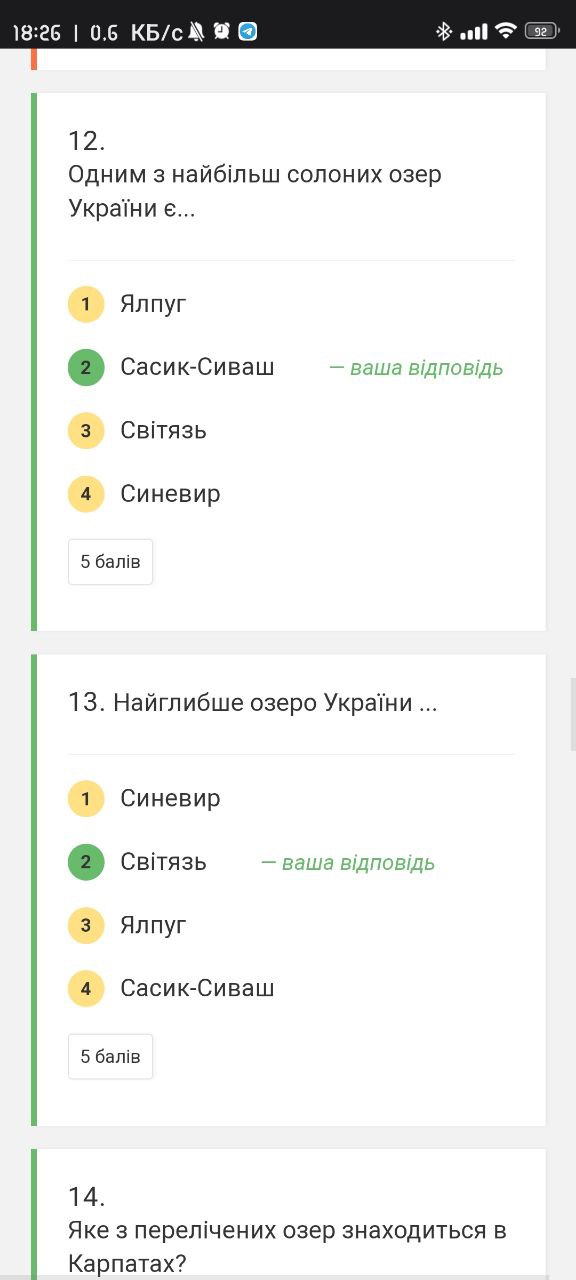 18:26 | 0.6 КБ/с
92
12.
Одним з найбільш солоних озер
України є...
1 Ялпуг
2 Сасик-Сиваш — ваша відповідь
3 Світязь
4 Синевир
5 балів
13. Найглибше озеро України ...
1 Синевир
2 Світязь — ваша відповідь
3 Ялпуг
4 Сасик-Сиваш
5 балів
14.
Яке з перелічених озер знаходиться в
Карпатах?